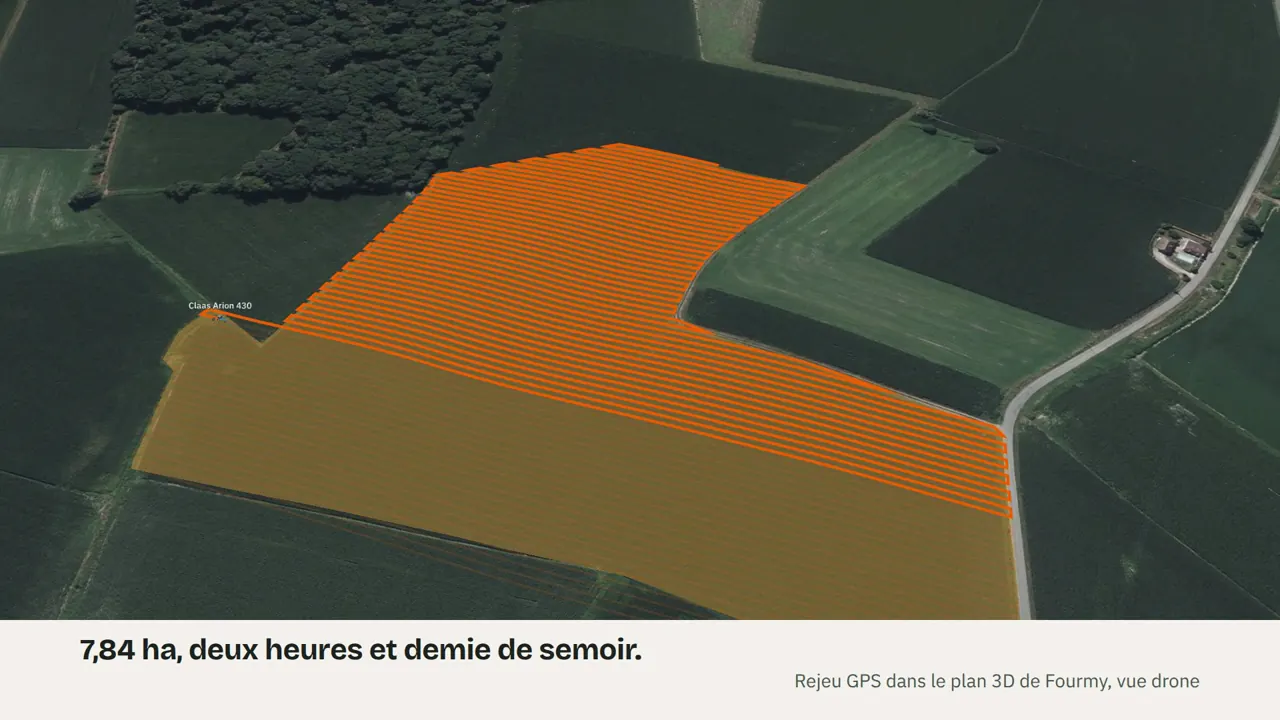 Claas Arion 430
7,84 ha, deux heures et demie de semoir.
Rejeu GPS dans le plan 3D de Fourmy, vue drone